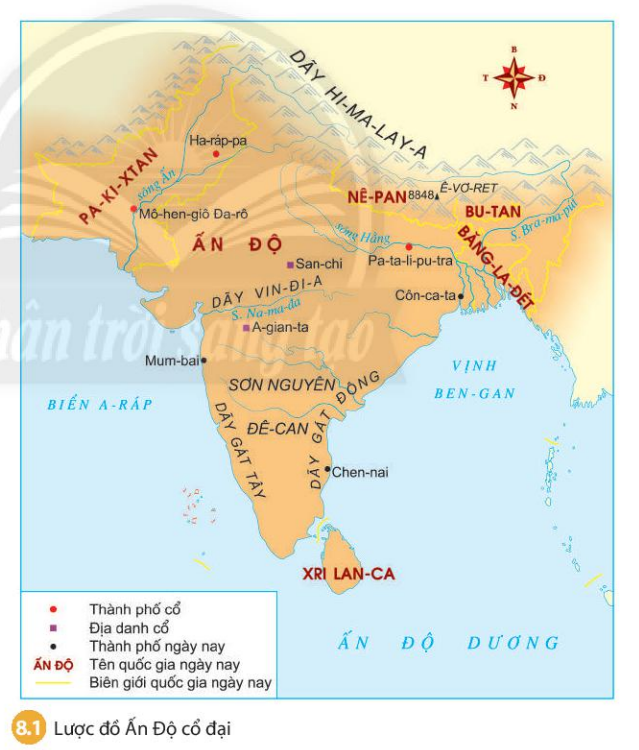 DÃY HI-MA-LAY-A
B
T
Đ
N
Ha-ráp-pa
PA-KI-XTAN
sông Ấn
Mô-hen-giô Đa-rô
NÊ-PAN
8848
Ê-VƠ-RET
BU-TAN
S. Bra-ma-pút
BĂNG-LA-ĐÉT
ẤN ĐỘ
sông Hằng
Pa-ta-li-pu-tra
San-chi
DÃY VIN-ĐI-A
S. Na-ma-đa
Côn-ca-ta
A-gian-ta
chân trời sáng tạo
Mum-bai
SƠN NGUYÊN
ĐÊ-CAN
DÃY GÁT ĐÔNG
DÃY GÁT TÂY
BIỂN A-RÁP
VỊNH
BEN-GAN
Chen-nai
XRI LAN-CA
ẤN ĐỘ DƯƠNG
Thành phố cổ
Địa danh cổ
Thành phố ngày nay
ẤN ĐỘ Tên quốc gia ngày nay
Biên giới quốc gia ngày nay
8.1 Lược đồ Ấn Độ cổ đại